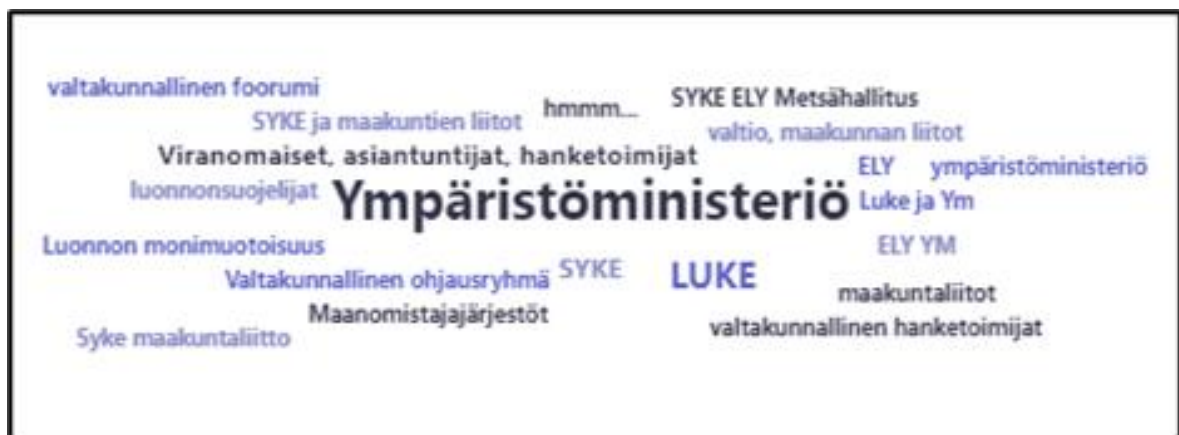 valtakunnallinen foorumi
SYKE ja maakuntien liitot
hmmm...
SYKE ELY Metsähallitus
valtio, maakunnan liitot
Viranomaiset, asiantuntijat, hanketoimijat
ELY
ympäristöministeriö
luonnonsuojelijat
Ympäristöministeriö
Luke ja Ym
Luonnon monimuotoisuus
ELY YM
Valtakunnallinen ohjausryhmä
SYKE
LUKE
maakuntaliitot
Maanomistajajärjestöt
valtakunnallinen hanketoimijat
Syke maakuntaliitto